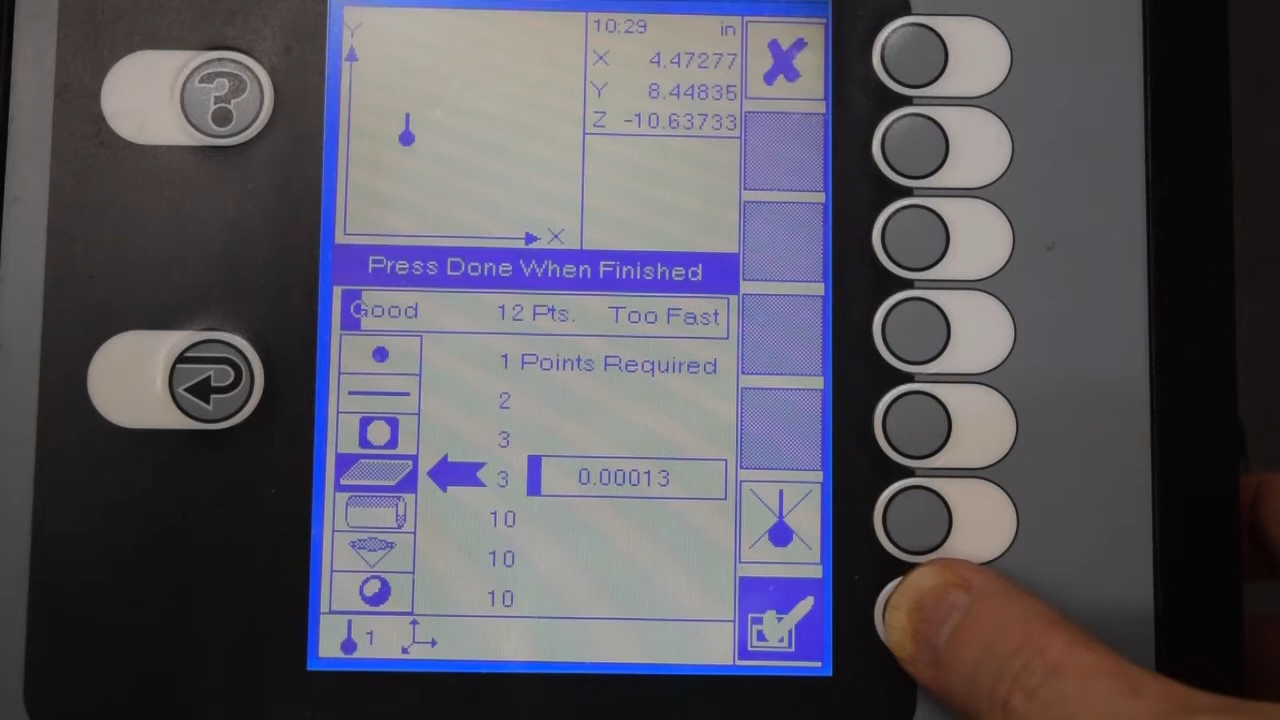 Y
10:29 in
X 4.47277
Y 8.44835
Z -10.63733
X
Press Done When Finished
Good 12 Pts. Too Fast
1 Points Required
2
3
3 0.00013
10
10
10
1
?